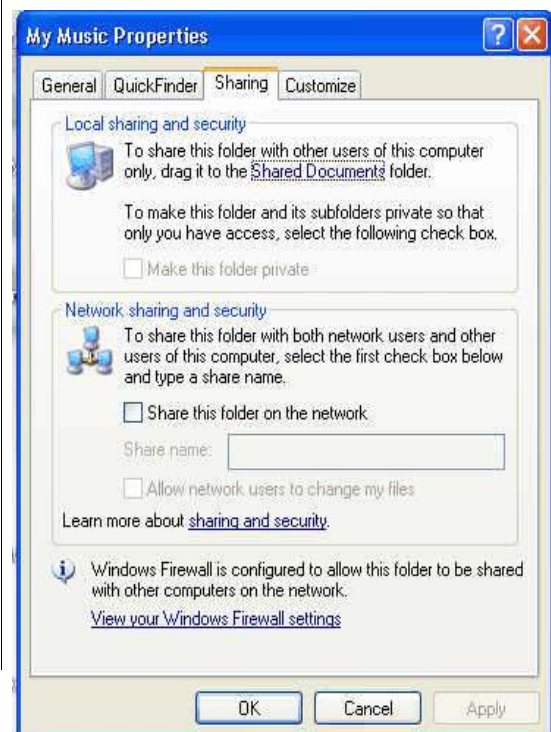 My Music Properties
General QuickFinder Sharing Customize
Local sharing and security
To share this folder with other users of this computer
only, drag it to the Shared Documents folder.
To make this folder and its subfolders private so that
only you have access, select the following check box.
Make this folder private
Network sharing and security
To share this folder with both network users and other
users of this computer, select the first check box below
and type a share name.
Share this folder on the network
Share name:
Allow network users to change my files
Learn more about sharing and security.
Windows Firewall is configured to allow this folder to be shared
with other computers on the network.
View your Windows Firewall settings
OK Cancel Apply